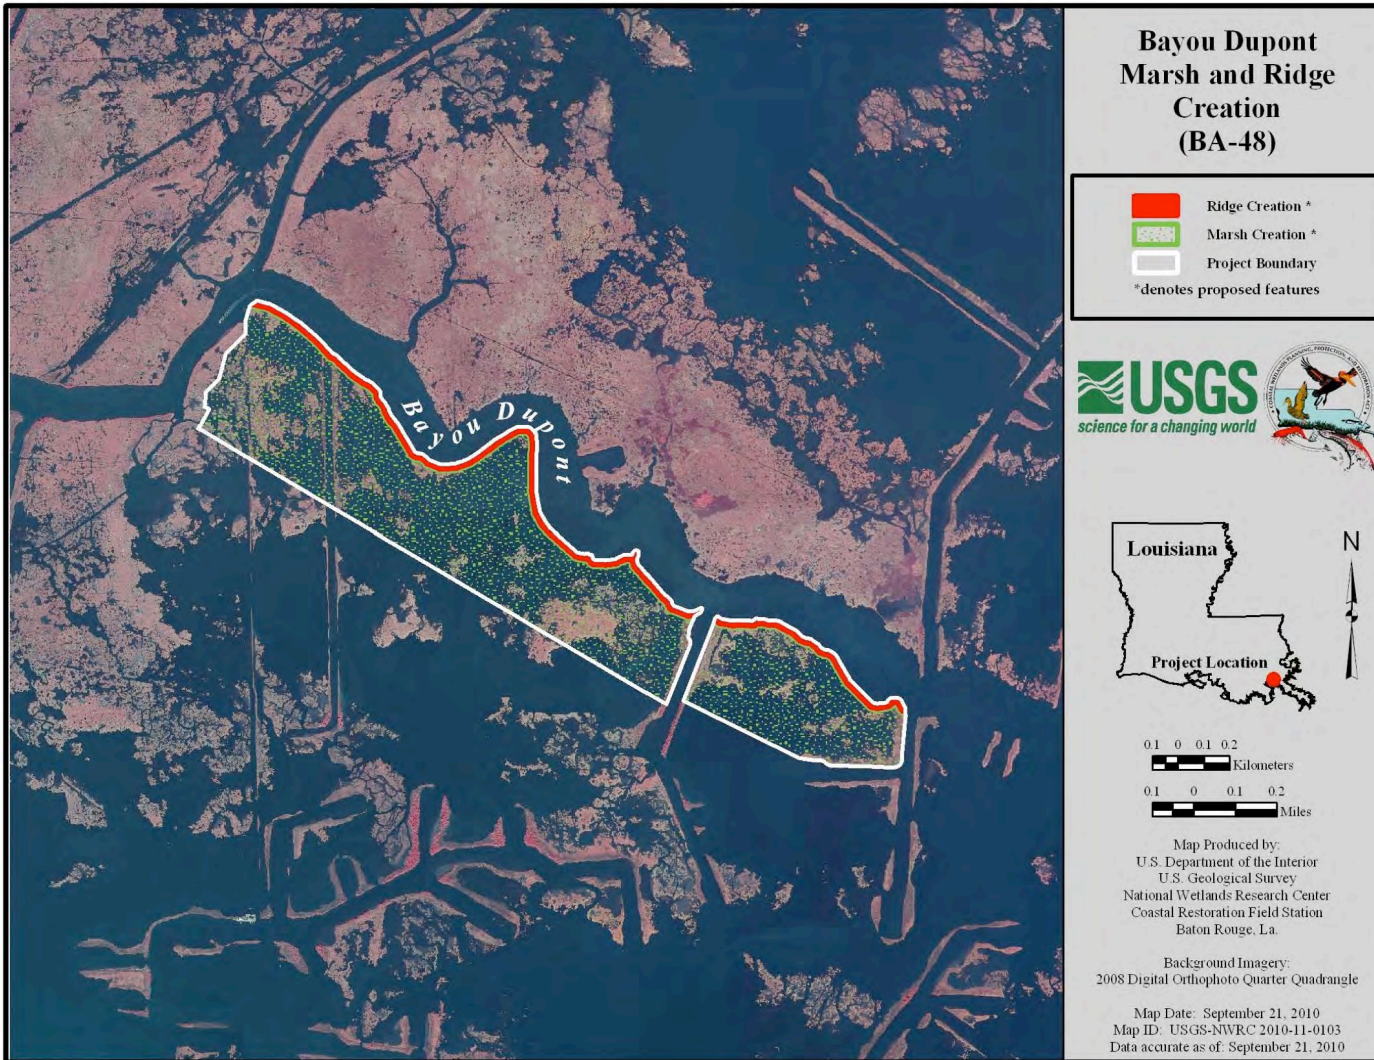 Bayou Dupont
Marsh and Ridge
Creation
(BA-48)
Ridge Creation *
Marsh Creation *
Project Boundary
*denotes proposed features
USGS
science for a changing world
Bayou Dupont
Louisiana
N
Project Location
0.1 0 0.1 0.2
Kilometers
0.1 0 0.1 0.2
Miles
Map Produced by:
U.S. Department of the Interior
U.S. Geological Survey
National Wetlands Research Center
Coastal Restoration Field Station
Baton Rouge, La.
Background Imagery:
2008 Digital Orthophoto Quarter Quadrangle
Map Date: September 21, 2010
Map ID: USGS-NWRC 2010-11-0103
Data accurate as of: September 21, 2010